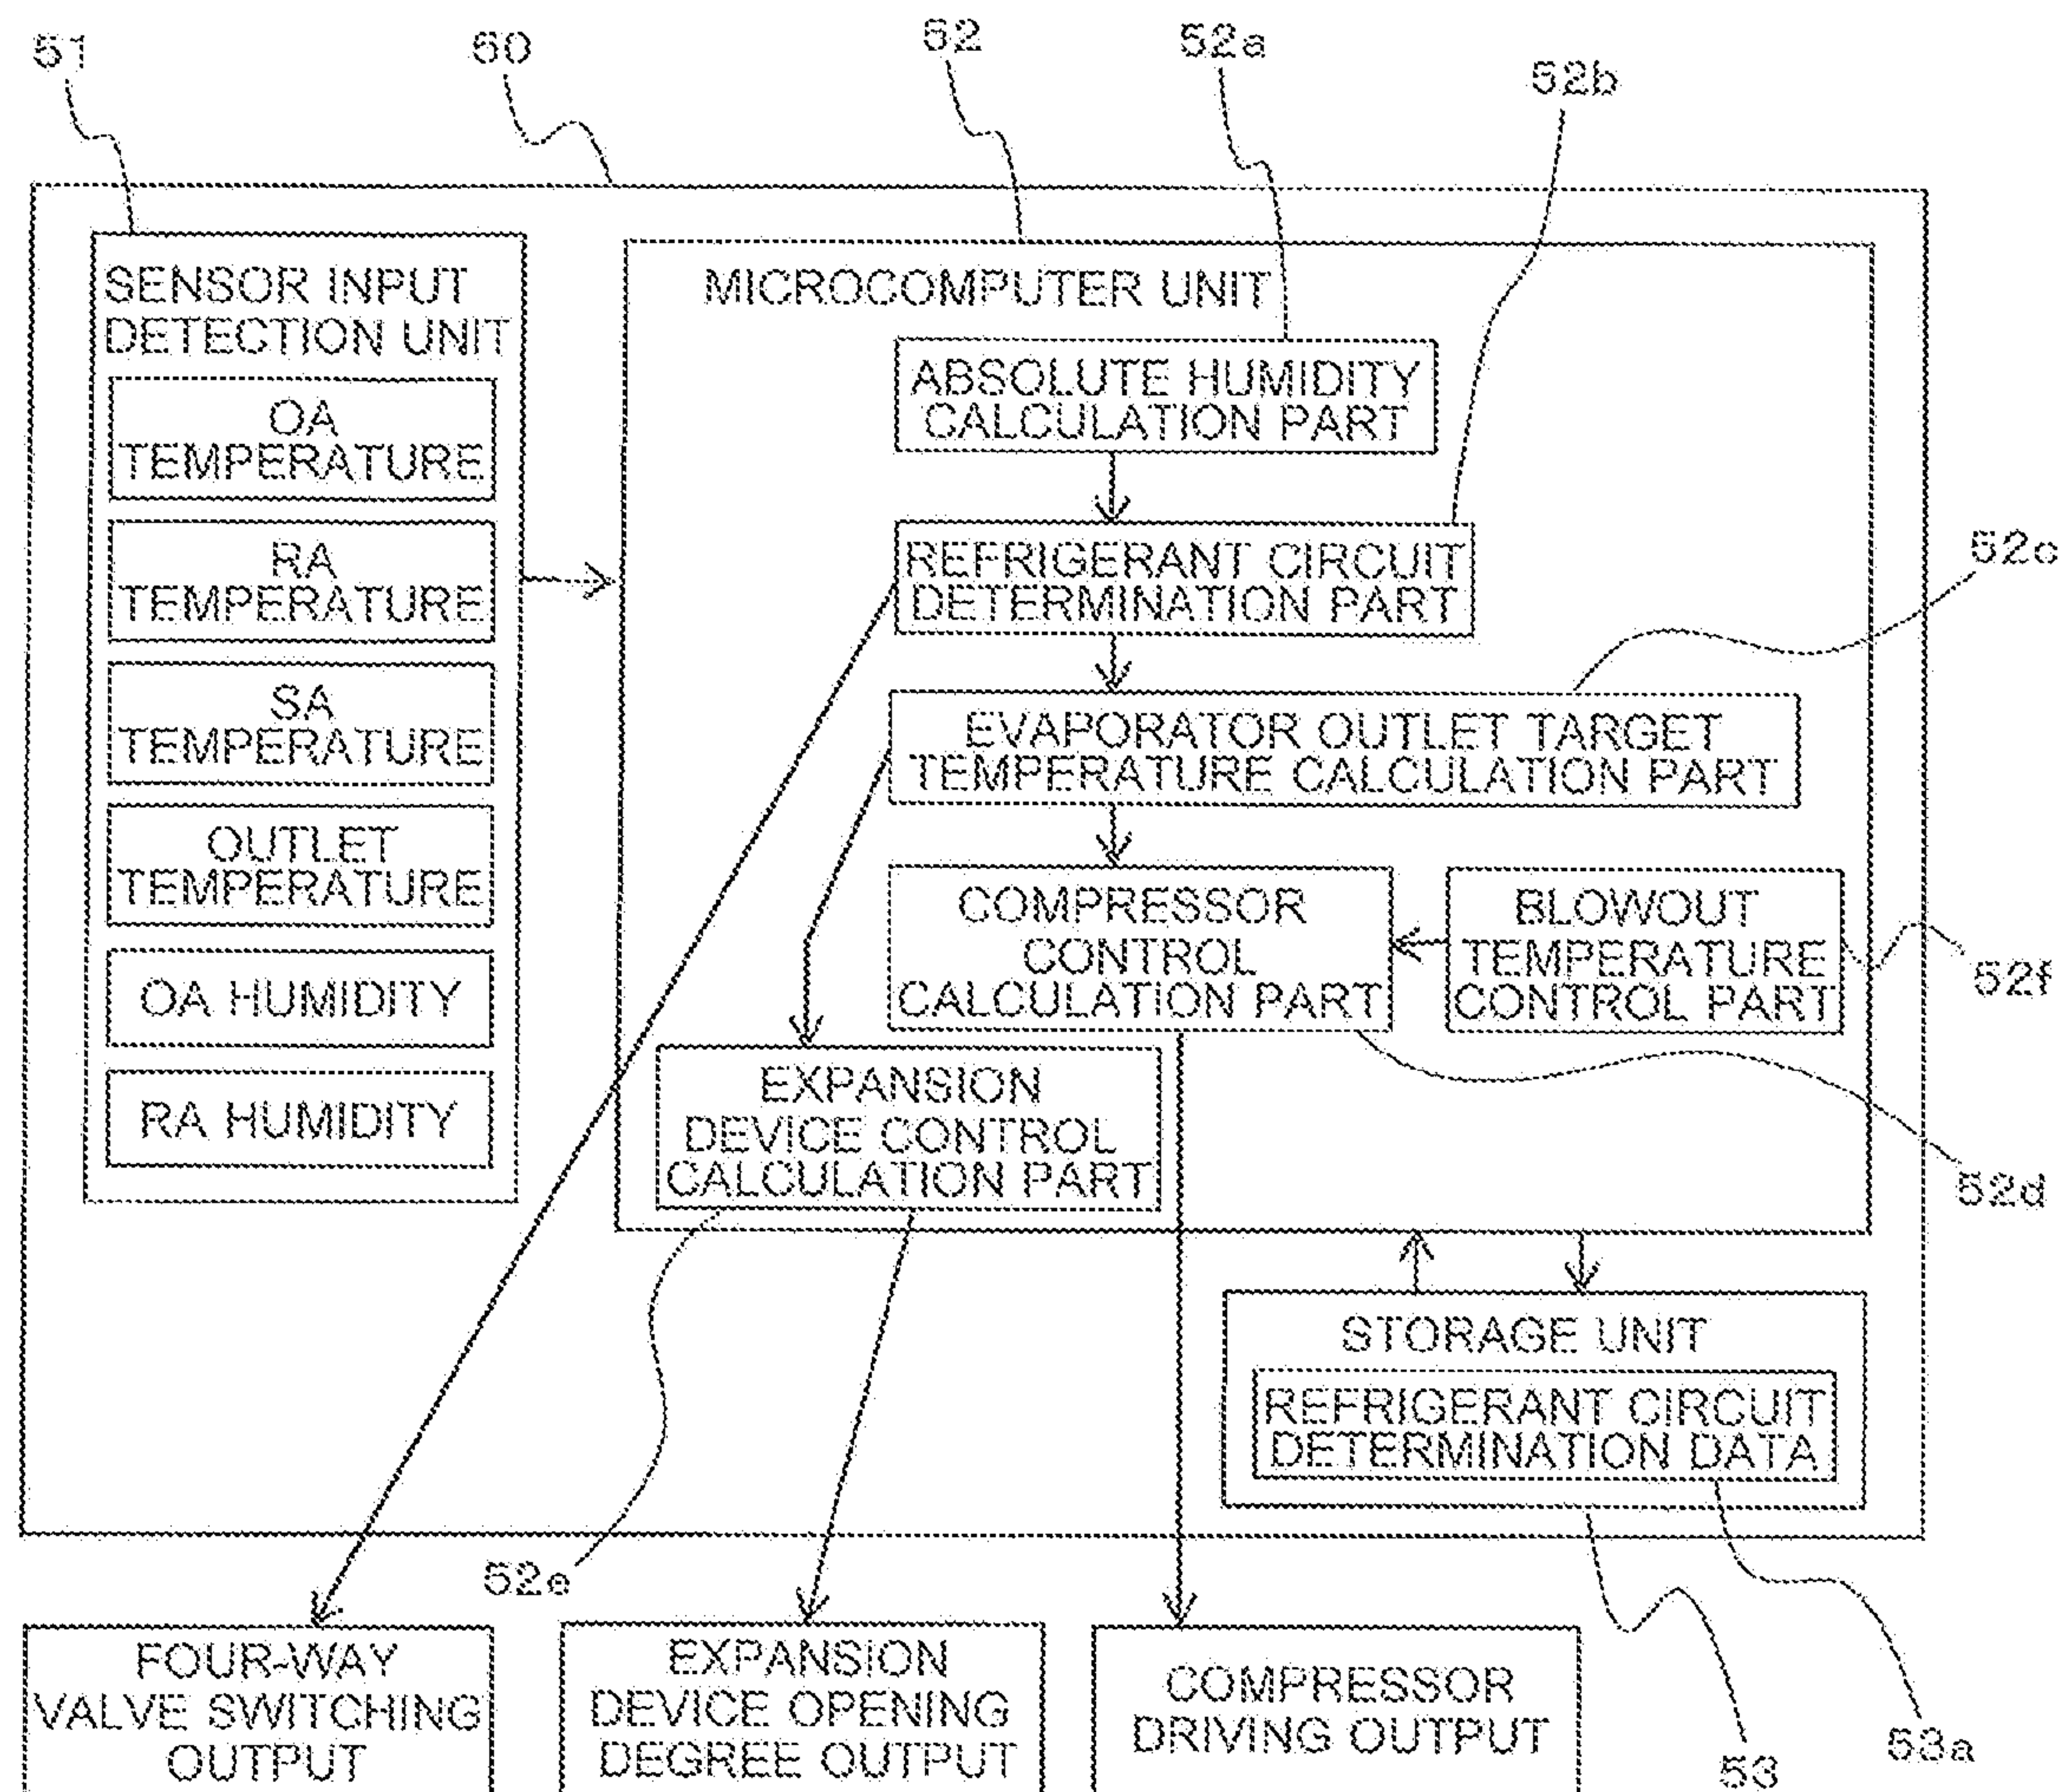 51
50
52
52a
52b
SENSOR INPUT
DETECTION UNIT
OA
TEMPERATURE
RA
TEMPERATURE
SA
TEMPERATURE
OUTLET
TEMPERATURE
OA HUMIDITY
RA HUMIDITY
MICROCOMPUTER UNIT
ABSOLUTE HUMIDITY
CALCULATION PART
REFRIGERANT CIRCUIT
DETERMINATION PART
52c
EVAPORATOR OUTLET TARGET
TEMPERATURE CALCULATION PART
COMPRESSOR
CONTROL
CALCULATION PART
BLOWOUT
TEMPERATURE
CONTROL PART
52f
EXPANSION
DEVICE CONTROL
CALCULATION PART
52d
STORAGE UNIT
REFRIGERANT CIRCUIT
DETERMINATION DATA
52e
FOUR-WAY
VALVE SWITCHING
OUTPUT
EXPANSION
DEVICE OPENING
DEGREE OUTPUT
COMPRESSOR
DRIVING OUTPUT
53
53a